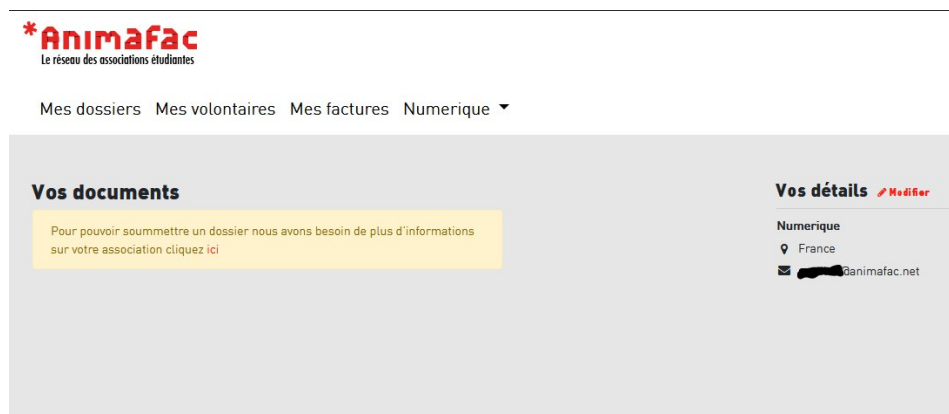 *Animafac
Le réseau des associations étudiantes
Mes dossiers Mes volontaires Mes factures Numerique
Vos documents
Pour pouvoir soummettre un dossier nous avons besoin de plus d'informations
sur votre association cliquez ici
Vos détails Modifier
Numerique
France
@animafac.net